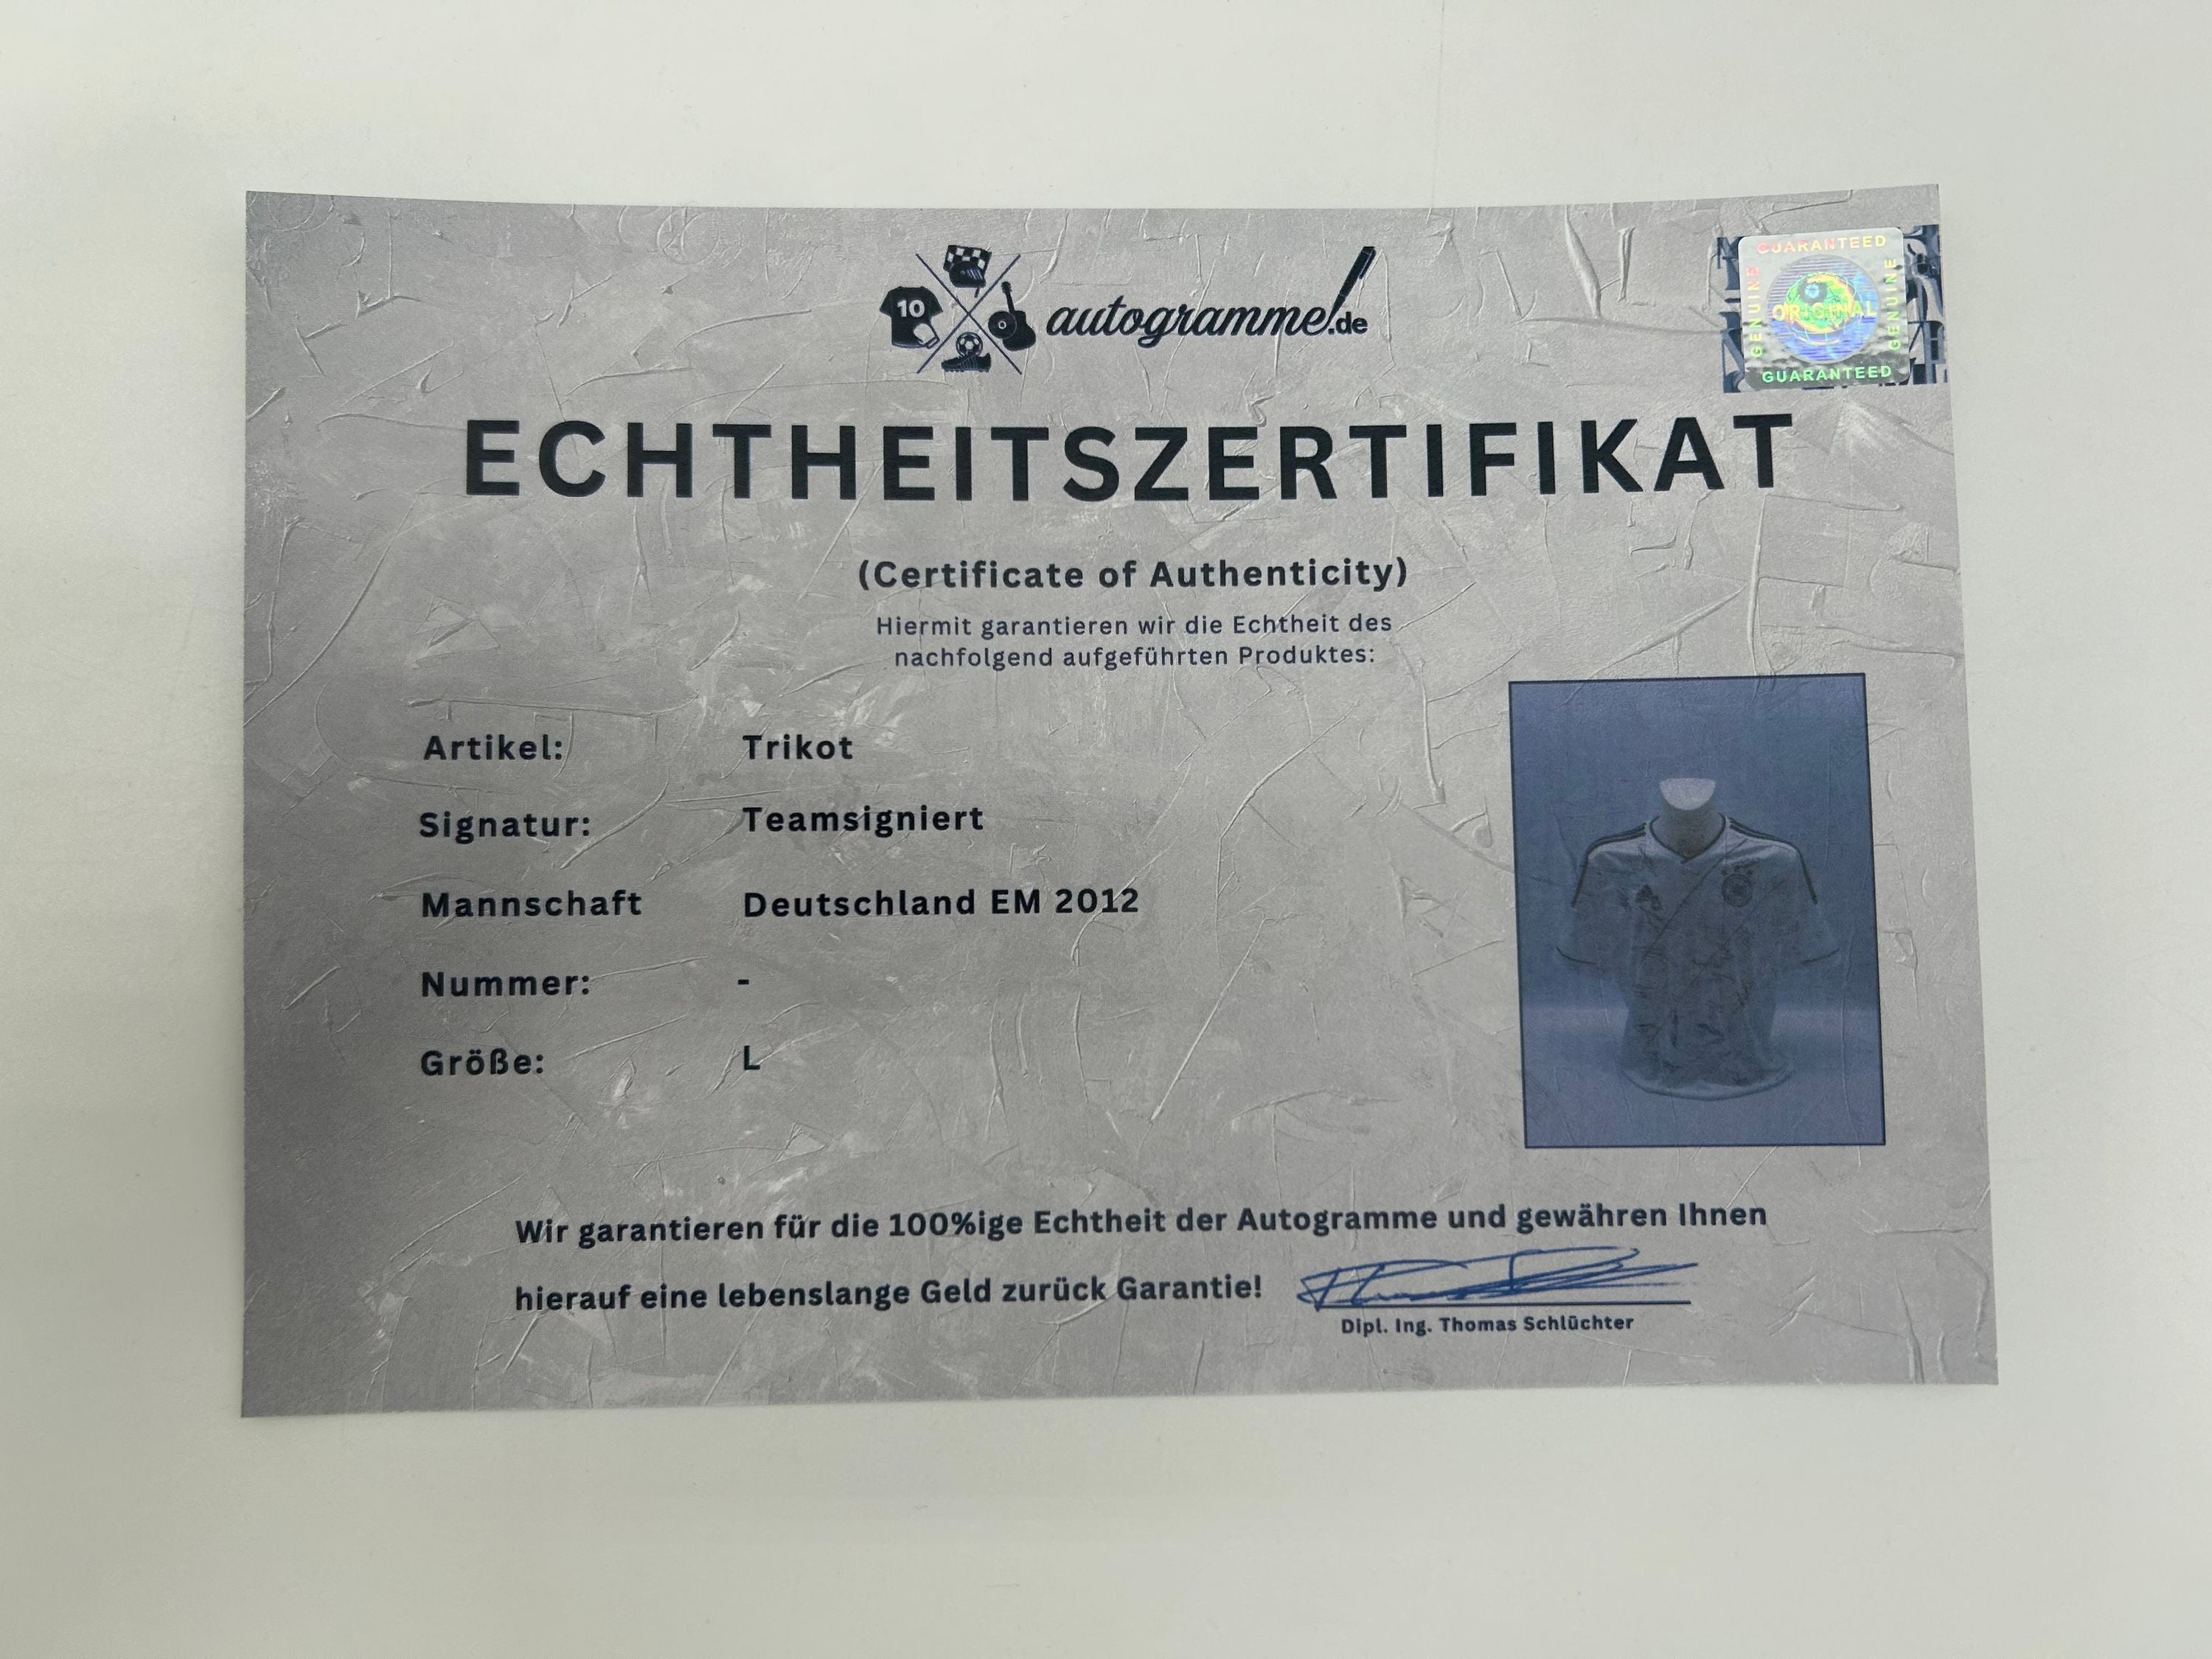 10
autogramme.de
GUARANTEED
GENUINE
ORIGINAL
GENUINE
GUARANTEED
ECHTHEITSZERTIFIKAT
(Certificate of Authenticity)
Hiermit garantieren wir die Echtheit des
nachfolgend aufgeführten Produktes:
Artikel: Trikot
Signatur: Teamsigniert
Mannschaft Deutschland EM 2012
Nummer: -
Größe: L
Wir garantieren für die 100%ige Echtheit der Autogramme und gewähren Ihnen
hierauf eine lebenslange Geld zurück Garantie!
Dipl. Ing. Thomas Schlüchter